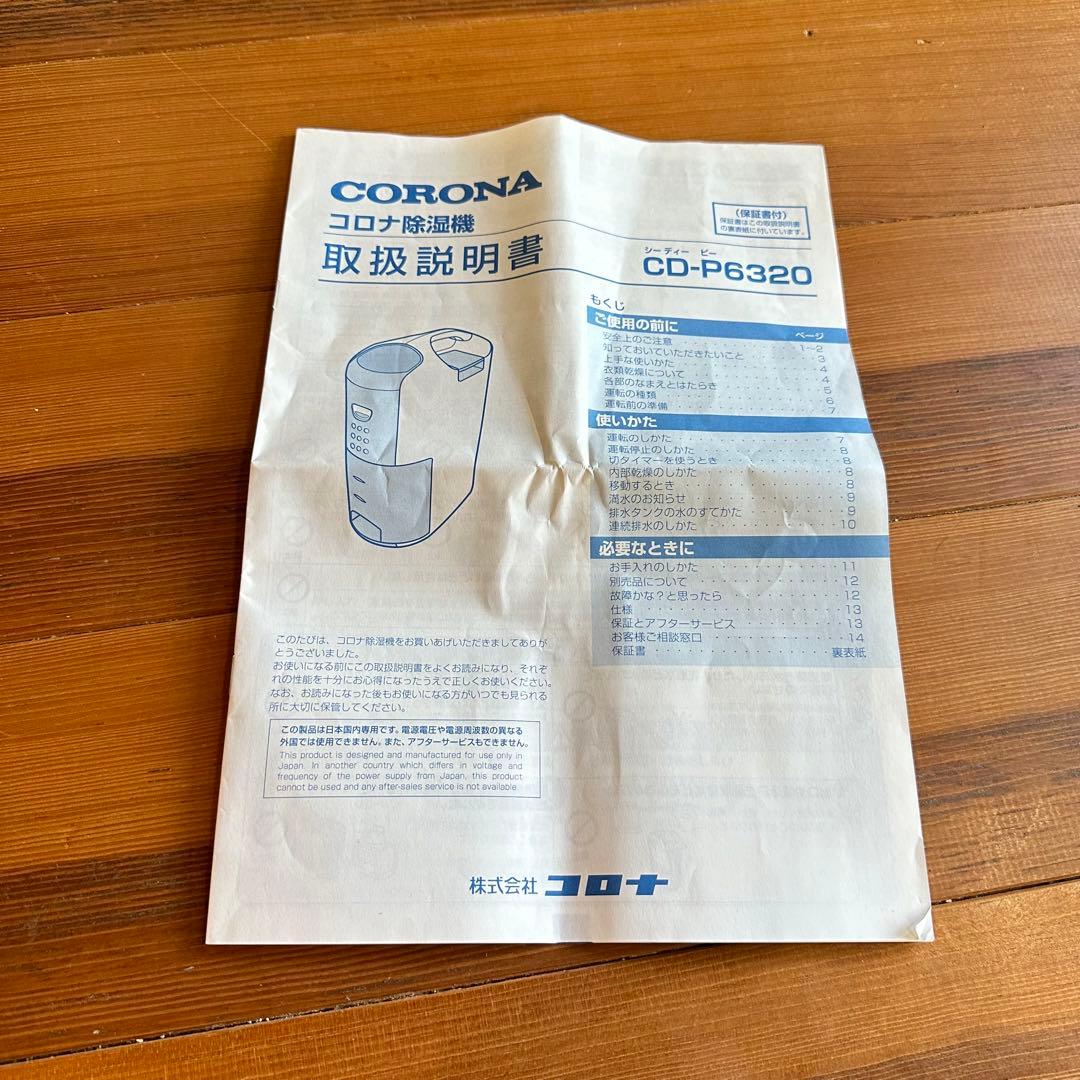 CORONA
コロナ除湿機
取扱説明書
(保証書付)
保証書はこの取扱説明書
の裏表紙に付いています。
シーディー ピー
CD-P6320
もくじ
ご使用の前に ページ
安全上のご注意 ・・・・・・・・・・ 1~2
知っておいていただきたいこと ・・・・・・ 3
上手な使いかた ・・・・・・・・・・ 4
衣類乾燥について ・・・・・・・・・・ 4
各部のなまえとはたらき ・・・・・・・・ 5
運転の種類 ・・・・・・・・・・・・ 6
運転前の準備 ・・・・・・・・・・・ 7
使いかた
運転のしかた ・・・・・・・・・・・ 7
運転停止のしかた ・・・・・・・・・・ 8
切タイマーを使うとき ・・・・・・・・・ 8
内部乾燥のしかた ・・・・・・・・・・ 8
移動するとき ・・・・・・・・・・・ 8
満水のお知らせ ・・・・・・・・・・ 9
排水タンクの水のすてかた ・・・・・・・ 9
連続排水のしかた ・・・・・・・・・・ 10
必要なときに
お手入れのしかた ・・・・・・・・・・ 11
別売品について ・・・・・・・・・・ 12
故障かな?と思ったら ・・・・・・・・・ 12
仕様 ・・・・・・・・・・・・・・ 13
保証とアフターサービス ・・・・・・・・ 13
お客様ご相談窓口 ・・・・・・・・・・ 14
保証書 ・・・・・・・・・・・・ 裏表紙
このたびは、コロナ除湿機をお買いあげいただきましてありが
とうございました。
お使いになる前にこの取扱説明書をよくお読みになり、それぞ
れの性能を十分にお心得になったうえで正しくお使いください。
なお、お読みになった後もお使いになる方がいつでも見られる
所に大切に保管してください。
この製品は日本国内専用です。電源電圧や電源周波数の異なる
外国では使用できません。また、アフターサービスもできません。
This product is designed and manufactured for use only in
Japan. In another country which differs in voltage and
frequency of the power supply from Japan, this product
cannot be used and any after-sales service is not available.
株式会社 コロナ